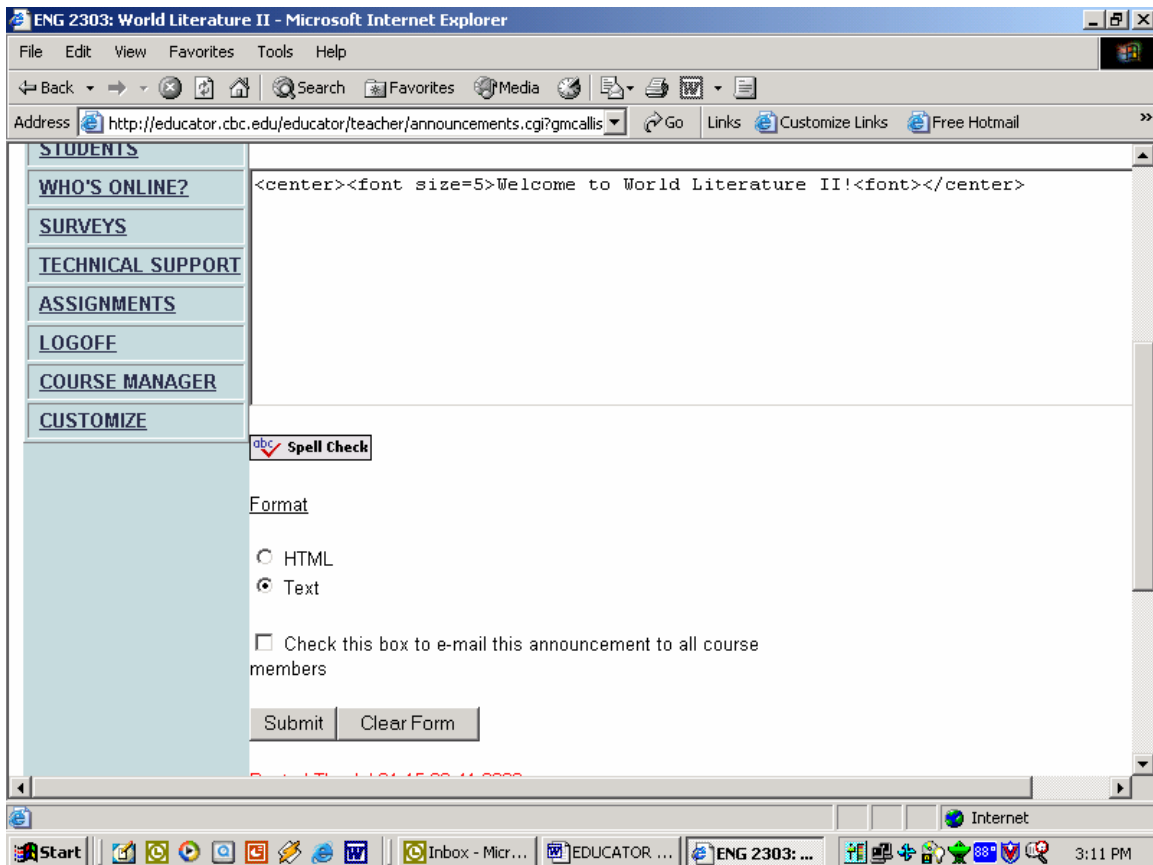 ENG 2303: World Literature II - Microsoft Internet Explorer
File Edit View Favorites Tools Help
Back Search Favorites Media
Address http://educator.cbc.edu/educator/teacher/announcements.cgi?gmcallis Go Links Customize Links Free Hotmail »
STUDENTS
WHO'S ONLINE?
SURVEYS
TECHNICAL SUPPORT
ASSIGNMENTS
LOGOFF
COURSE MANAGER
CUSTOMIZE
<center><font size=5>Welcome to World Literature II!<font></center>
abc Spell Check
Format
HTML
Text
Check this box to e-mail this announcement to all course
members
Submit Clear Form
Internet
Start Inbox - Micr... EDUCATOR ... ENG 2303: ... 88° 3:11 PM